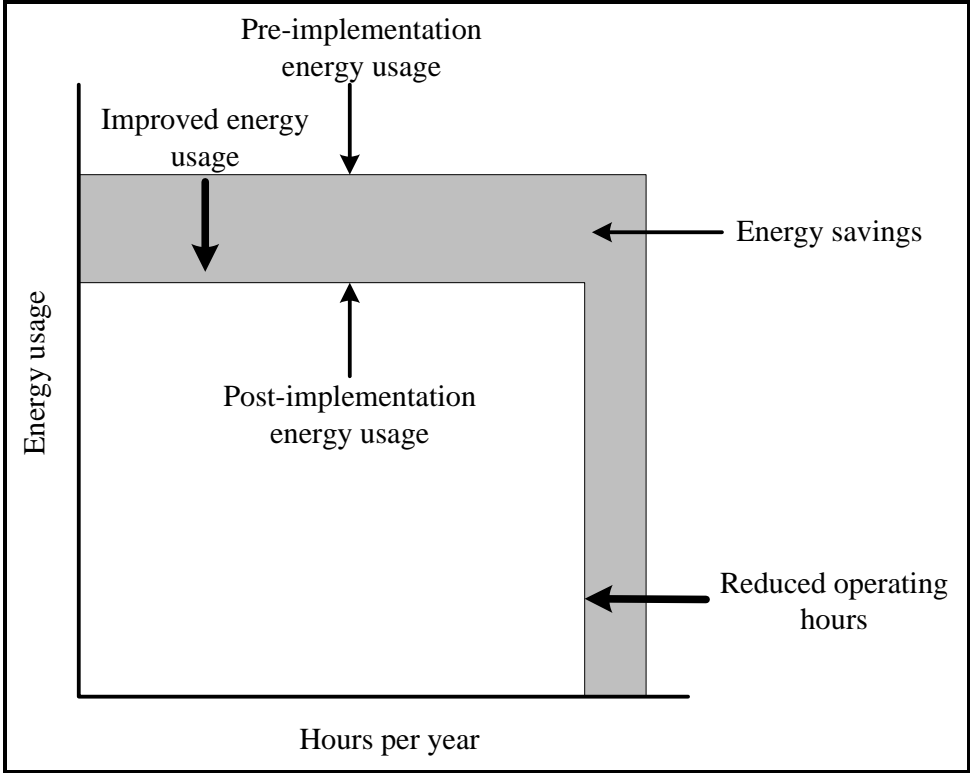 Pre-implementation
energy usage
Improved energy
usage
Energy savings
Energy usage
Post-implementation
energy usage
Reduced operating
hours
Hours per year